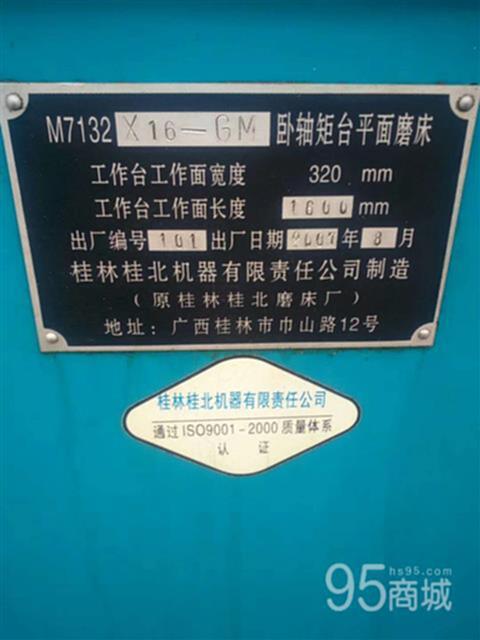 M7132 X16-GM 卧轴矩台平面磨床
工作台工作面宽度 320 mm
工作台工作面长度 1600 mm
出厂编号 101 出厂日期 2007 年 8 月
桂林桂北机器有限责任公司制造
(原桂林桂北磨床厂)
地址:广西桂林市巾山路12号
桂林桂北机器有限责任公司
通过ISO9001-2000质量体系
认 证
95 hs95.com 商城